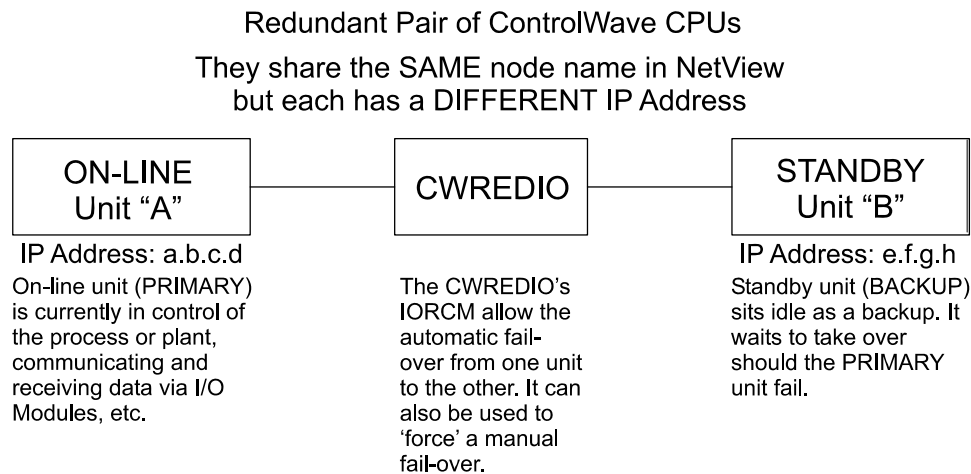 Redundant Pair of ControlWave CPUs
They share the SAME node name in NetView
but each has a DIFFERENT IP Address
ON-LINE
Unit “A”
CWREDIO
STANDBY
Unit “B”
IP Address: a.b.c.d
On-line unit (PRIMARY)
is currently in control of
the process or plant,
communicating and
receiving data via I/O
Modules, etc.
The CWREDIO’s
IORCM allow the
automatic fail-
over from one unit
to the other. It can
also be used to
‘force’ a manual
fail-over.
IP Address: e.f.g.h
Standby unit (BACKUP)
sits idle as a backup. It
waits to take over
should the PRIMARY
unit fail.